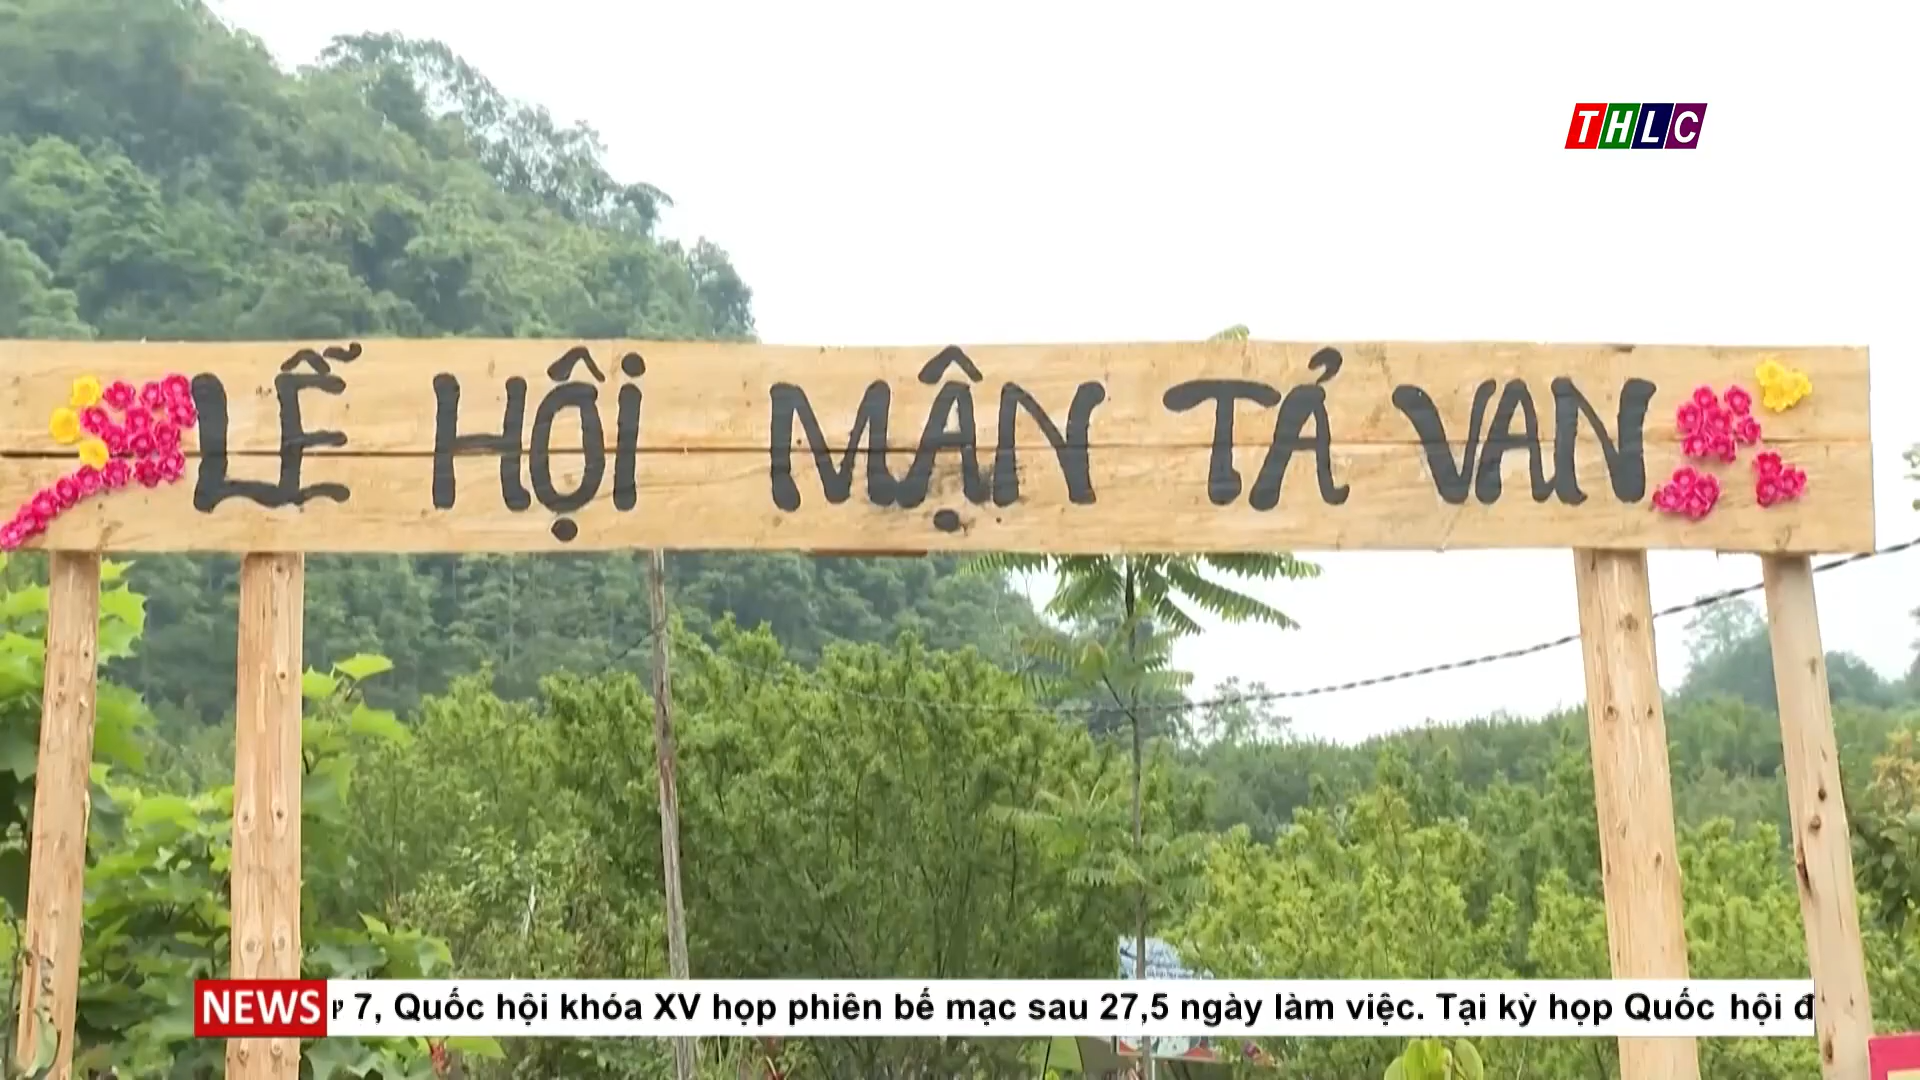 THLC
LỄ HỘI MẬN TẢ VAN
NEWS 7, Quốc hội khóa XV họp phiên bế mạc sau 27,5 ngày làm việc. Tại kỳ họp Quốc hội đ